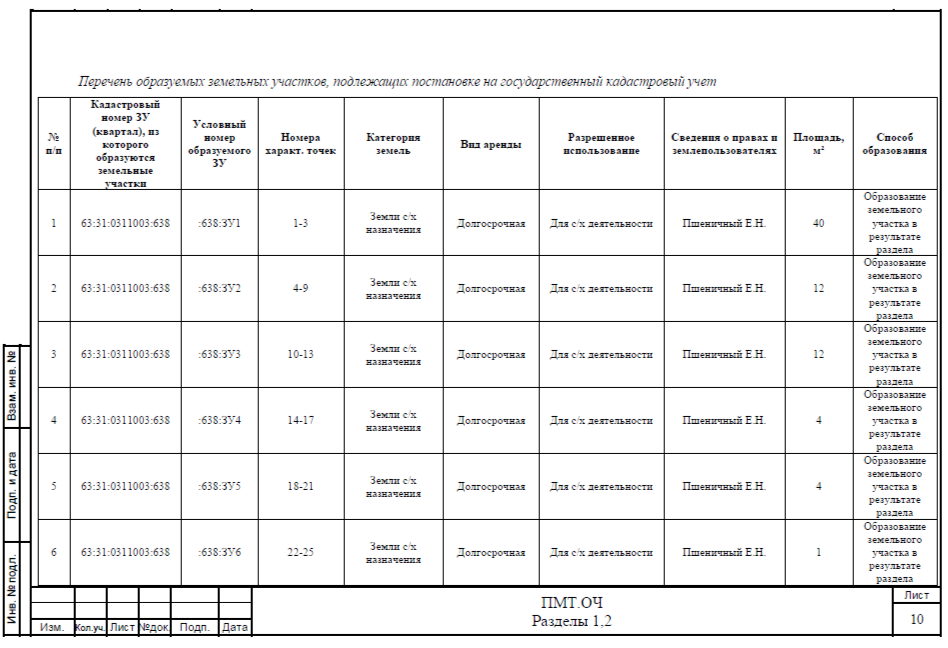 Перечень образуемых земельных участков, подлежащих постановке на государственный кадастровый учет
№ п/п
Кадастровый номер ЗУ (квартал), из которого образуются земельные участки
Условный номер образуемого ЗУ
Номера характ. точек
Категория земель
Вид аренды
Разрешенное использование
Сведения о правах и землепользователях
Площадь, м²
Способ образования
1 63:31:0311003:638 :638:ЗУ1 1-3 Земли с/х назначения Долгосрочная Для с/х деятельности Пшеничный Е.Н. 40 Образование земельного участка в результате раздела
2 63:31:0311003:638 :638:ЗУ2 4-9 Земли с/х назначения Долгосрочная Для с/х деятельности Пшеничный Е.Н. 12 Образование земельного участка в результате раздела
3 63:31:0311003:638 :638:ЗУ3 10-13 Земли с/х назначения Долгосрочная Для с/х деятельности Пшеничный Е.Н. 12 Образование земельного участка в результате раздела
4 63:31:0311003:638 :638:ЗУ4 14-17 Земли с/х назначения Долгосрочная Для с/х деятельности Пшеничный Е.Н. 4 Образование земельного участка в результате раздела
5 63:31:0311003:638 :638:ЗУ5 18-21 Земли с/х назначения Долгосрочная Для с/х деятельности Пшеничный Е.Н. 4 Образование земельного участка в результате раздела
6 63:31:0311003:638 :638:ЗУ6 22-25 Земли с/х назначения Долгосрочная Для с/х деятельности Пшеничный Е.Н. 1 Образование земельного участка в результате раздела
Взам. инв. №
Подп. и дата
Инв. № подл.
Изм. Кол.уч. Лист №док Подп. Дата
ПМТ.ОЧ
Разделы 1,2
Лист
10